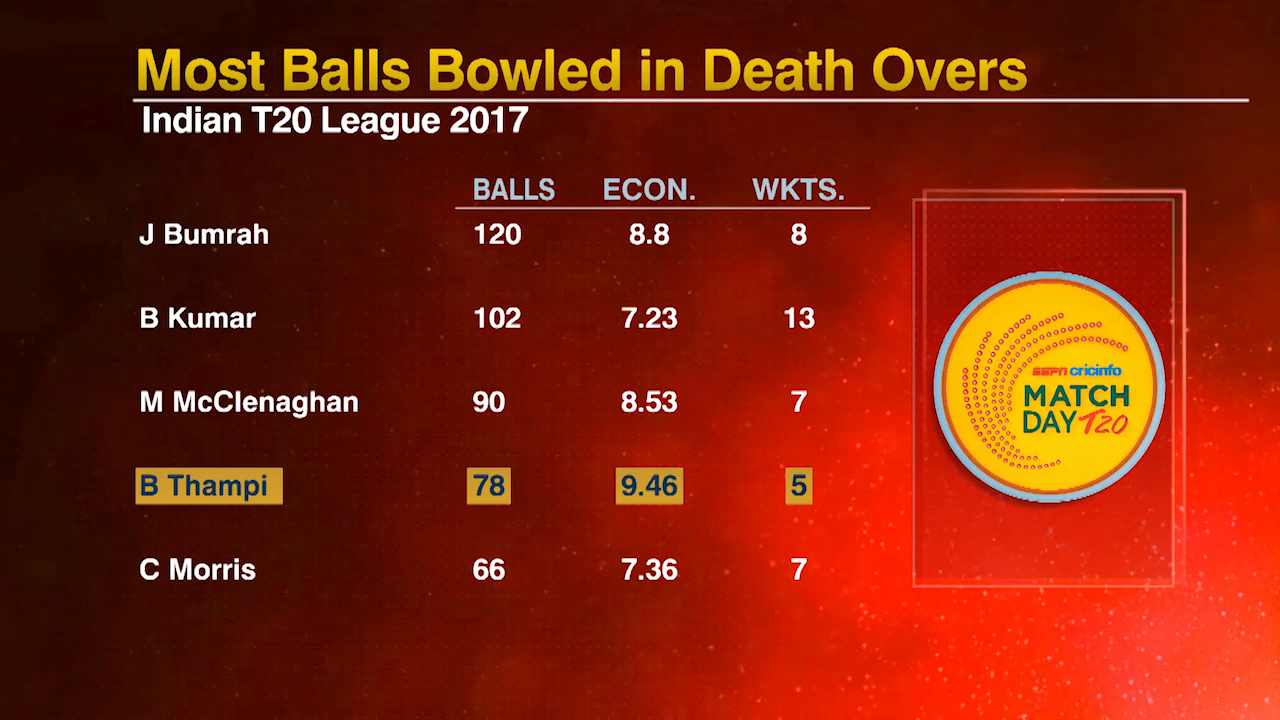 Most Balls Bowled in Death Overs
Indian T20 League 2017
BALLS ECON. WKTS.
J Bumrah 120 8.8 8
B Kumar 102 7.23 13
M McClenaghan 90 8.53 7
B Thampi 78 9.46 5
C Morris 66 7.36 7
ESPN cricinfo
MATCH
DAY T20